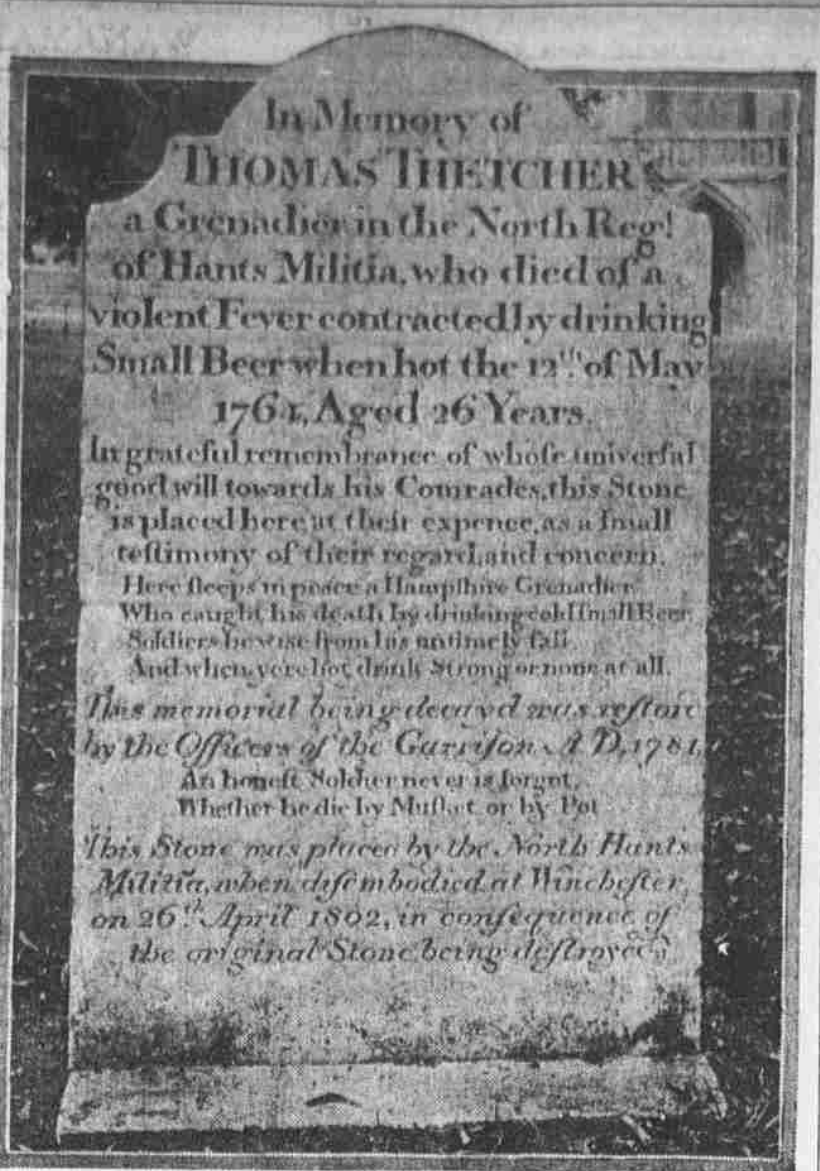 In Memory of
THOMAS THETCHER
a Grenadier in the North Reg.t
of Hants Militia, who died of a
violent Fever contracted by drinking
Small Beer when hot the 12th. of May
1764, Aged 26 Years.
In grateful remembrance of whoſe univerſal
good will towards his Comrades, this Stone
is placed here at their expence, as a ſmall
teſtimony of their regard and concern.
Here ſleeps in peace a Hampſhire Grenadier
Who caught his death by drinking cold ſmall Beer
Soldiers be wise from his untimely fall
And when yere hot drink Strong or none at all.
This memorial being decay'd was reſtor'd
by the Officers of the Garriſon A.D. 1781,
An honeſt Soldier never is forgot,
Whether he die by Muſket or by Pot
This Stone was placed by the North Hants
Militia, when diſembodied at Wincheſter,
on 26th. April 1802, in conſequence of
the original Stone being deſtroyed